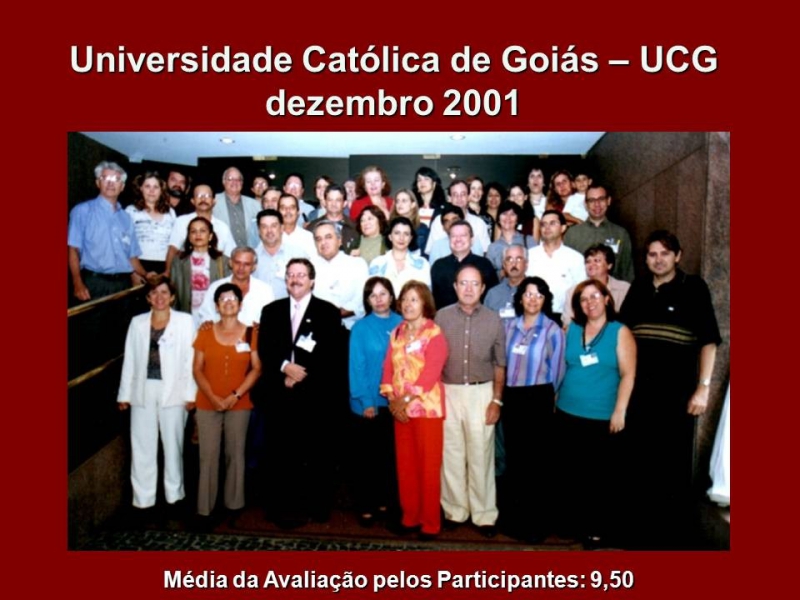 Universidade Católica de Goiás – UCG
dezembro 2001
Média da Avaliação pelos Participantes: 9,50